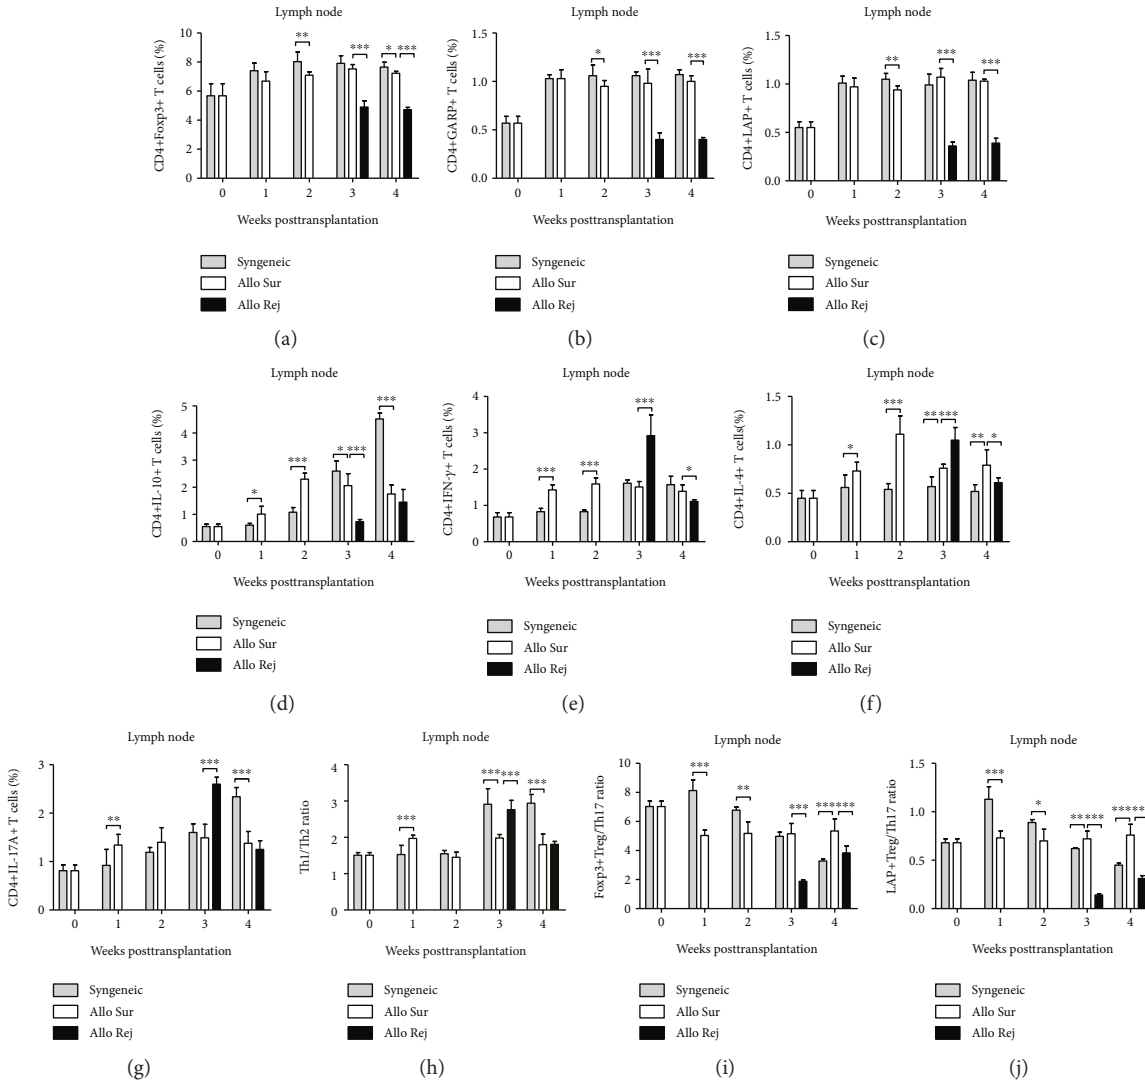 Lymph node
CD4+Foxp3+ T cells (%)
10
8
6
4
2
0
** *** * ***
0 1 2 3 4
Weeks posttransplantation
Syngeneic
Allo Sur
Allo Rej
(a)
Lymph node
CD4+GARP+ T cells (%)
1.5
1.0
0.5
0.0
* *** ***
0 1 2 3 4
Weeks posttransplantation
Syngeneic
Allo Sur
Allo Rej
(b)
Lymph node
CD4+LAP+ T cells (%)
1.5
1.0
0.5
0.0
** *** ***
0 1 2 3 4
Weeks posttransplantation
Syngeneic
Allo Sur
Allo Rej
(c)
Lymph node
CD4+IL-10+ T cells (%)
5
4
3
2
1
0
* *** * *** ***
0 1 2 3 4
Weeks posttransplantation
Syngeneic
Allo Sur
Allo Rej
(d)
Lymph node
CD4+IFN-γ+ T cells (%)
4
3
2
1
0
*** *** *** *
0 1 2 3 4
Weeks posttransplantation
Syngeneic
Allo Sur
Allo Rej
(e)
Lymph node
CD4+IL-4+ T cells(%)
1.5
1.0
0.5
0.0
* *** ** *** ** *
0 1 2 3 4
Weeks posttransplantation
Syngeneic
Allo Sur
Allo Rej
(f)
Lymph node
CD4+IL-17A+ T cells (%)
3
2
1
0
** *** ***
0 1 2 3 4
Weeks posttransplantation
Syngeneic
Allo Sur
Allo Rej
(g)
Lymph node
Th1/Th2 ratio
4
3
2
1
0
*** *** *** ***
0 1 2 3 4
Weeks posttransplantation
Syngeneic
Allo Sur
Allo Rej
(h)
Lymph node
Foxp3+Treg/Th17 ratio
10
8
6
4
2
0
*** ** *** ******
0 1 2 3 4
Weeks posttransplantation
Syngeneic
Allo Sur
Allo Rej
(i)
Lymph node
LAP+Treg/Th17 ratio
1.5
1.0
0.5
0.0
*** * ** *** *****
0 1 2 3 4
Weeks posttransplantation
Syngeneic
Allo Sur
Allo Rej
(j)